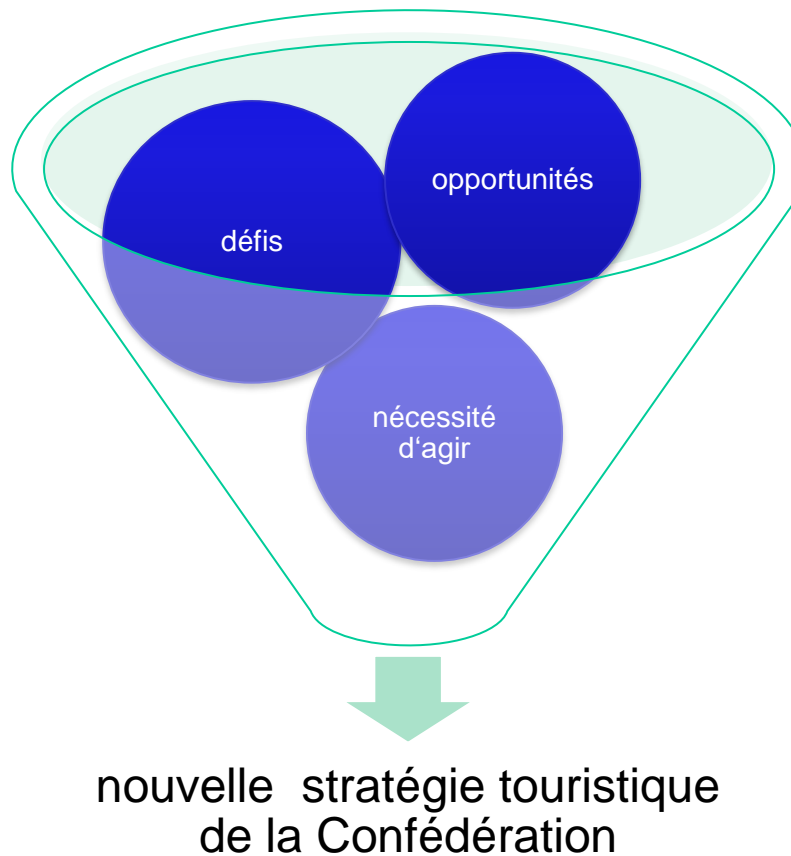 opportunités
défis
nécessité
d‘agir
nouvelle  stratégie touristique
de la Confédération